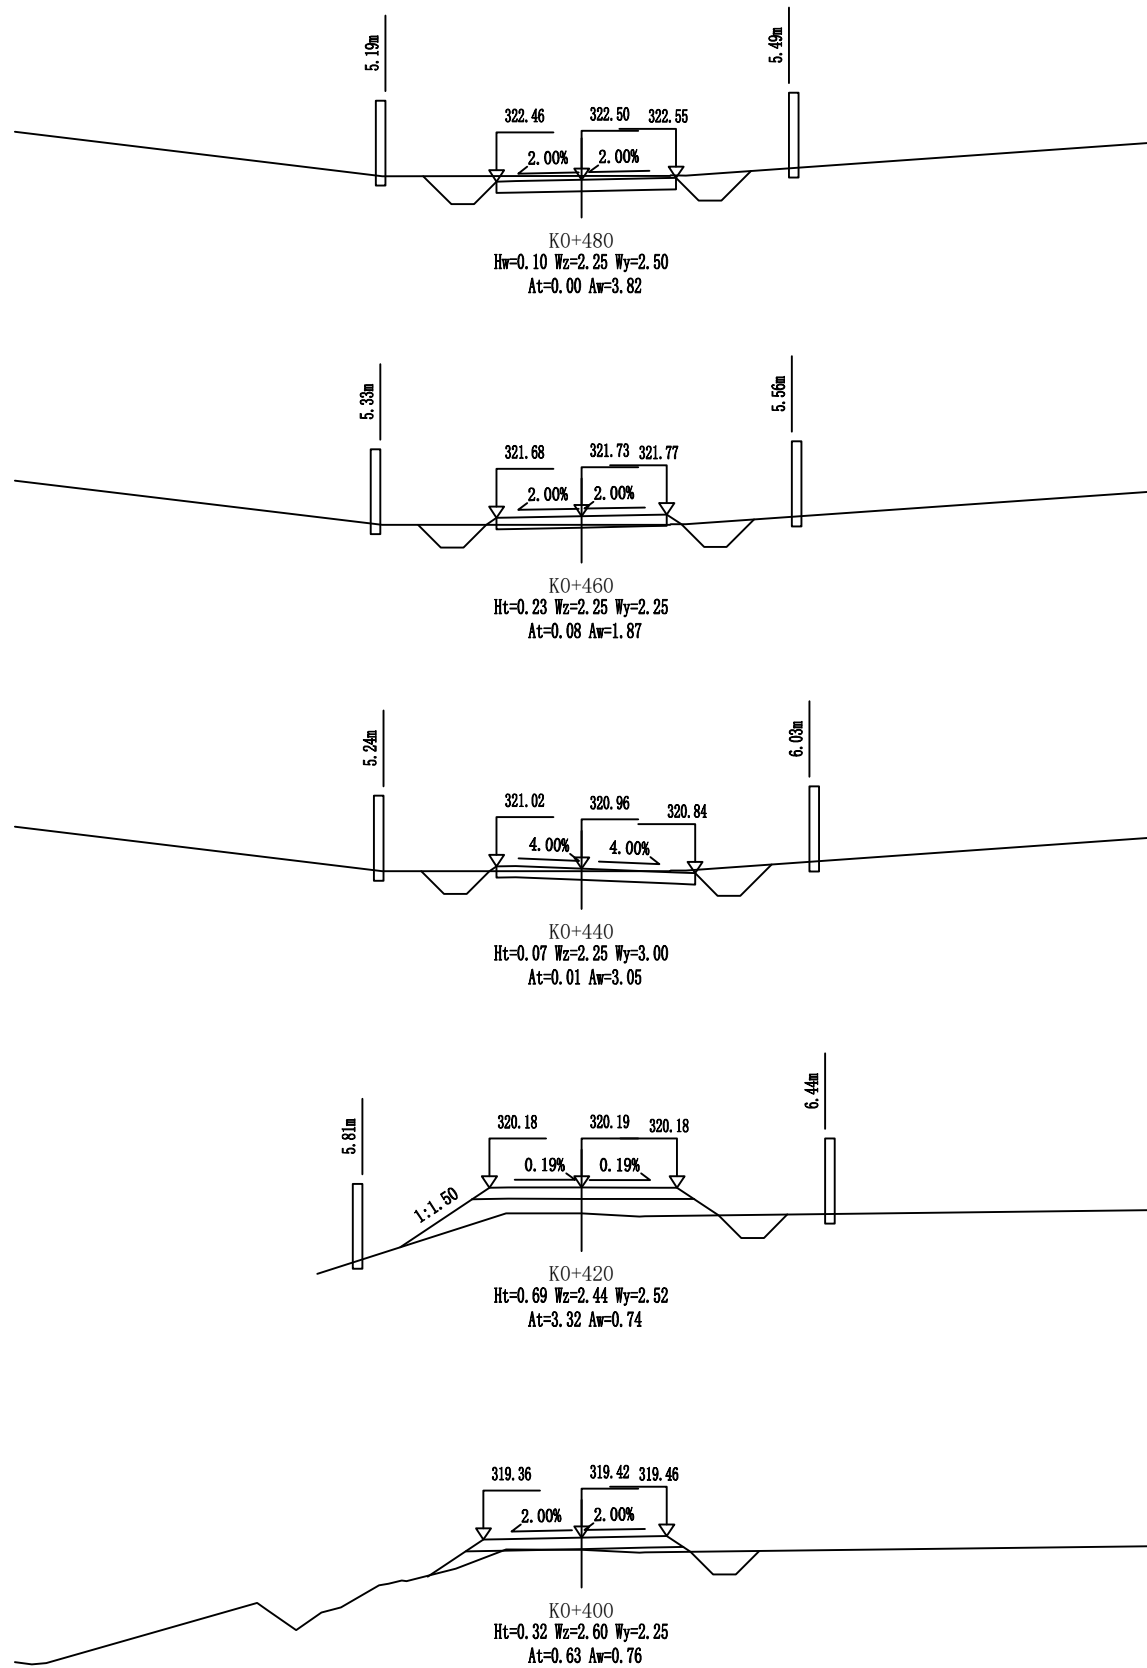 5.19m
5.49m
322.46 322.50 322.55
2.00% 2.00%
K0+480
Hw=0.10 Wz=2.25 Wy=2.50
At=0.00 Aw=3.82
5.33m
5.56m
321.68 321.73 321.77
2.00% 2.00%
K0+460
Ht=0.23 Wz=2.25 Wy=2.25
At=0.08 Aw=1.87
5.24m
6.03m
321.02 320.96 320.84
4.00% 4.00%
K0+440
Ht=0.07 Wz=2.25 Wy=3.00
At=0.01 Aw=3.05
5.81m
6.44m
320.18 320.19 320.18
0.19% 0.19%
1:1.50
K0+420
Ht=0.69 Wz=2.44 Wy=2.52
At=3.32 Aw=0.74
319.36 319.42 319.46
2.00% 2.00%
K0+400
Ht=0.32 Wz=2.60 Wy=2.25
At=0.63 Aw=0.76